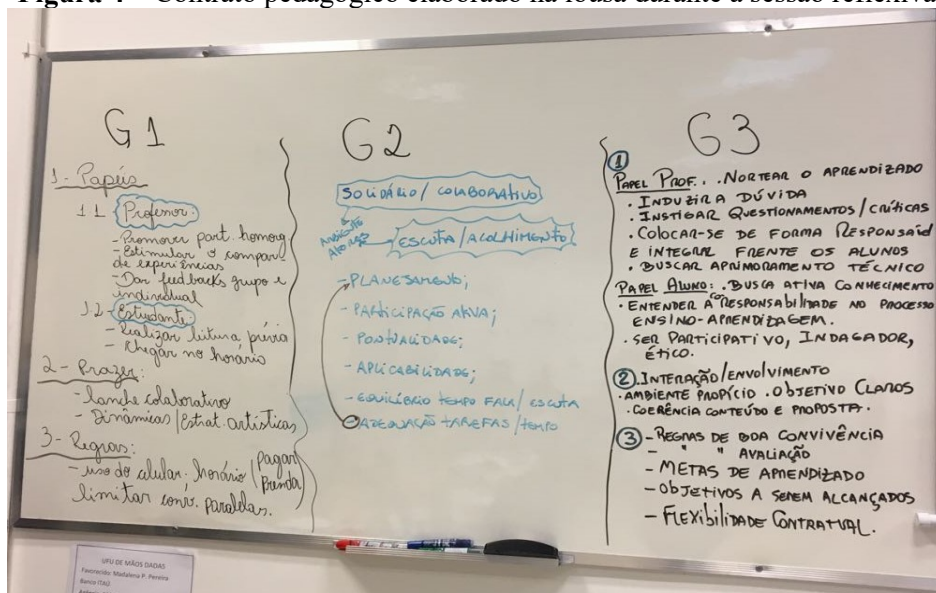 Figura 4 – Contrato pedagógico elaborado na lousa durante a sessão reflexiva
G1
1- Papéis
1.1 Professor:
- Promover part. homog
- Estimular o compar
de experiências
- Dar feedbacks grupo e
individual
1.2- Estudante:
- Realizar leitura prévia
- Chegar no horário
2- Prazer:
- lanche colaborativo
- Dinâmicas/Estrat. artísticas
3- Regras:
- uso do celular, horário (pagar
prenda)
limitar conv. paralelas.
G2
SOLIDÁRIO/ COLABORATIVO
AMBIENTE
ESCUTA/ACOLHIMENTO
- PLANEJAMENTO;
- PARTICIPAÇÃO ATIVA;
- PONTUALIDADE;
- APLICABILIDADE;
- EQUILÍBRIO TEMPO FALA/ESCUTA
- ADEQUAÇÃO TAREFAS/TEMPO
G3
1
PAPEL PROF.: . NORTEAR O APRENDIZADO
. INDUZIR A DÚVIDA
. INSTIGAR QUESTIONAMENTOS/CRÍTICAS
. COLOCAR-SE DE FORMA RESPONSÁVEL
E INTEGRAL FRENTE OS ALUNOS
. BUSCAR APRIMORAMENTO TÉCNICO
PAPEL ALUNO: . BUSCA ATIVA CONHECIMENTO
. ENTENDER A CORESPONSABILIDADE NO PROCESSO
ENSINO-APRENDIZAGEM.
. SER PARTICIPATIVO, INDAGADOR,
ÉTICO.
2 . INTERAÇÃO/ENVOLVIMENTO
. AMBIENTE PROPÍCIO . OBJETIVO CLAROS
. COERÊNCIA CONTEÚDO E PROPOSTA.
3 - REGRAS DE BOA CONVIVÊNCIA
- " " AVALIAÇÃO
- METAS DE APRENDIZADO
- OBJETIVOS A SEREM ALCANÇADOS
- FLEXIBILIDADE CONTRATUAL.
UFU DE MÃOS DADAS
Favorecido: Madalena P. Pereira
Banco ITAÚ